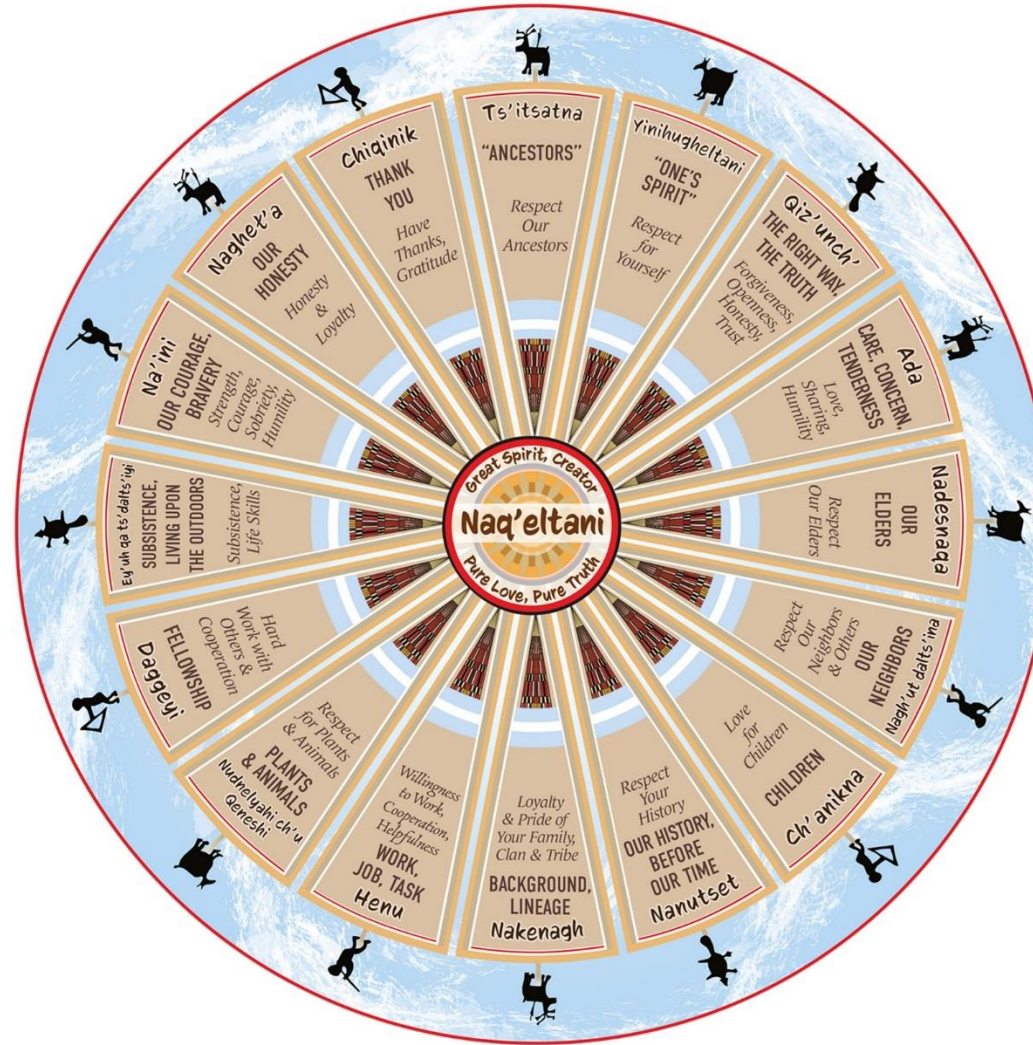 Great Spirit, Creator
Naq'eltani
Pure Love, Pure Truth
Ts'itsatna
"ANCESTORS"
Respect
Our
Ancestors
Yinihugheltani
"ONE'S
SPIRIT"
Respect
for
Yourself
Qiz'unch'
THE RIGHT WAY,
THE TRUTH
Forgiveness,
Openness,
Honesty,
Trust
Ada
CARE, CONCERN,
TENDERNESS
Love,
Sharing,
Humility
Nadesnaqa
OUR
ELDERS
Respect
Our Elders
Respect
Our
Neighbors
& Others
OUR
NEIGHBORS
Nagh'ut dalts'ina
Love
for
Children
CHILDREN
Ch'anikna
Respect
Your
History
OUR HISTORY,
BEFORE
OUR TIME
Nanutset
Loyalty
& Pride of
Your Family,
Clan & Tribe
BACKGROUND,
LINEAGE
Nakenagh
Willingness
to Work,
Cooperation,
Helpfulness
WORK,
JOB, TASK
Henu
Respect
for Plants
& Animals
PLANTS
& ANIMALS
Nudnelyahi ch'u
Qeneshi
Hard
Work with
Others &
Cooperation
FELLOWSHIP
Daggeyi
Ey'uh qa ts'dalts'iyi
SUBSISTENCE,
LIVING UPON
THE OUTDOORS
Subsistence,
Life Skills
Na'ini
OUR COURAGE,
BRAVERY
Strength,
Courage,
Sobriety,
Humility
Naghet'a
OUR
HONESTY
Honesty
&
Loyalty
Chiqinik
THANK
YOU
Have
Thanks,
Gratitude